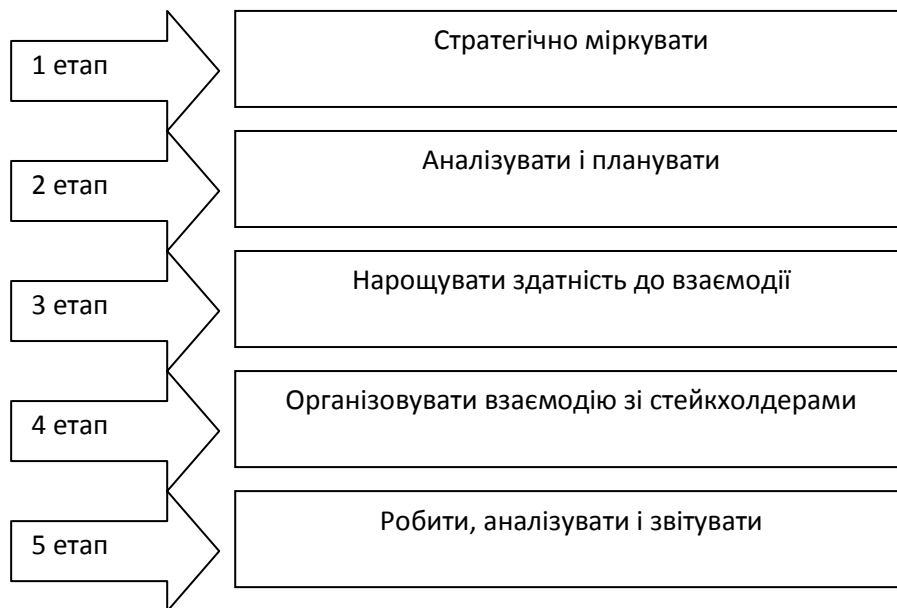 1 етап
Стратегічно міркувати
2 етап
Аналізувати і планувати
3 етап
Нарощувати здатність до взаємодії
4 етап
Організовувати взаємодію зі стейкхолдерами
5 етап
Робити, аналізувати і звітувати